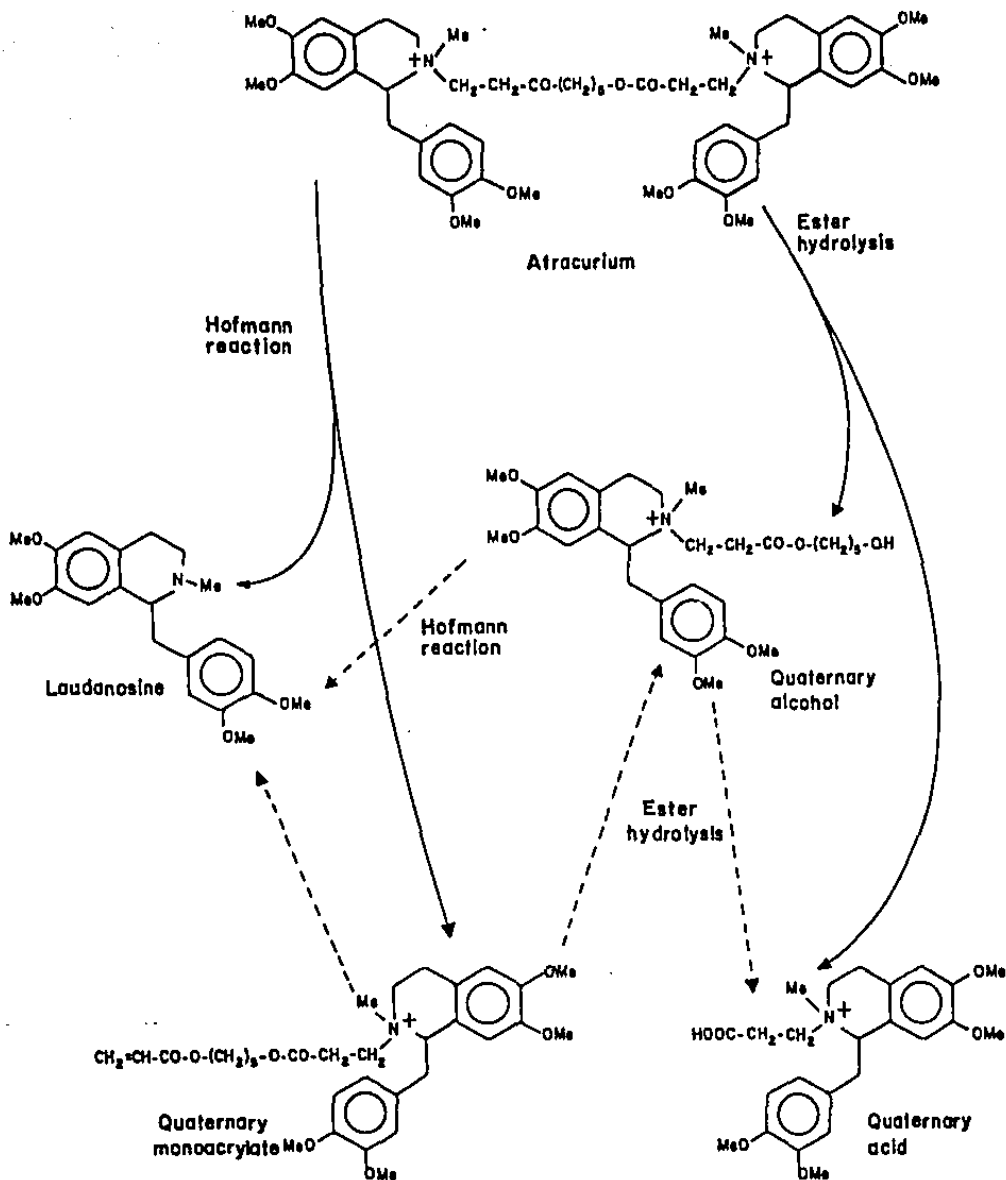 MeO
MeO
+N
Me
CH2-CH2-CO-(CH2)5-O-CO-CH2-CH2
Me
N+
OMe
OMe
OMe
OMe
MeO
OMe
Atracurium
Ester
hydrolysis
Hofmann
reaction
MeO
MeO
+N
Me
CH2-CH2-CO-O-(CH2)5-OH
OMe
OMe
Quaternary
alcohol
MeO
MeO
N-Me
OMe
OMe
Laudanosine
Hofmann
reaction
Ester
hydrolysis
Me
N+
OMe
OMe
CH2=CH-CO-O-(CH2)5-O-CO-CH2-CH2
MeO
OMe
Quaternary
monoacrylate
Me
N+
OMe
OMe
HOOC-CH2-CH2
MeO
OMe
Quaternary
acid